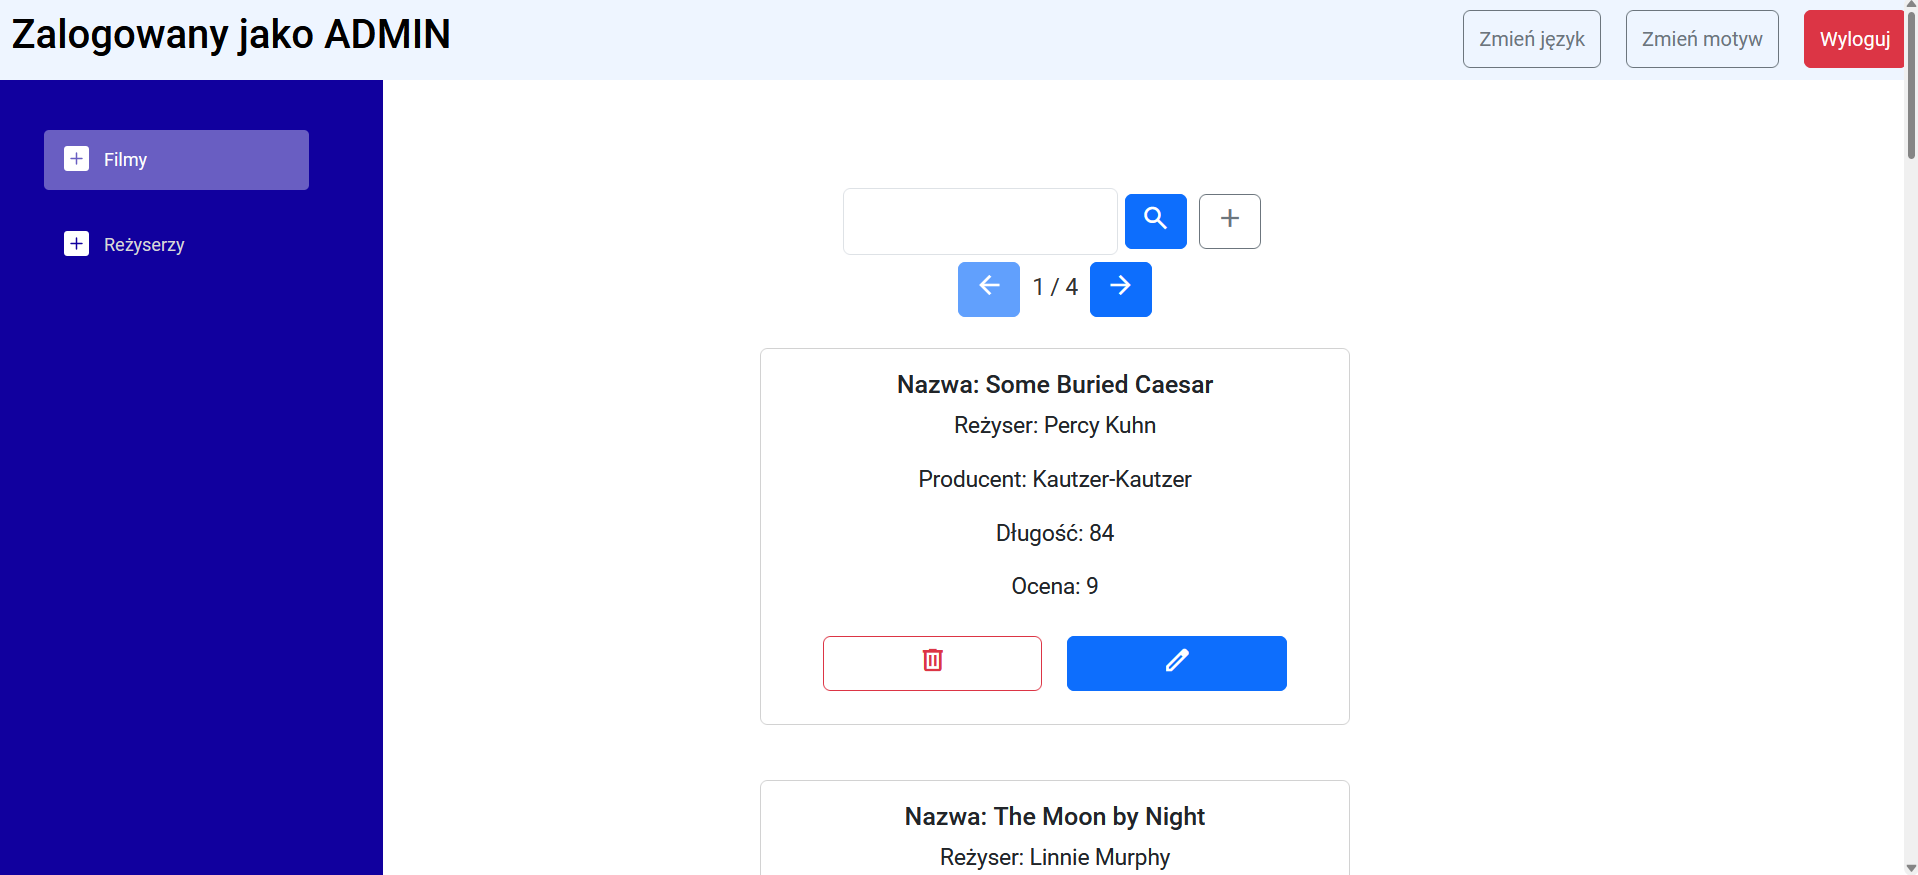 Zalogowany jako ADMIN
Zmień język
Zmień motyw
Wyloguj
Filmy
Reżyserzy
1 / 4
Nazwa: Some Buried Caesar
Reżyser: Percy Kuhn
Producent: Kautzer-Kautzer
Długość: 84
Ocena: 9
Nazwa: The Moon by Night
Reżyser: Linnie Murphy